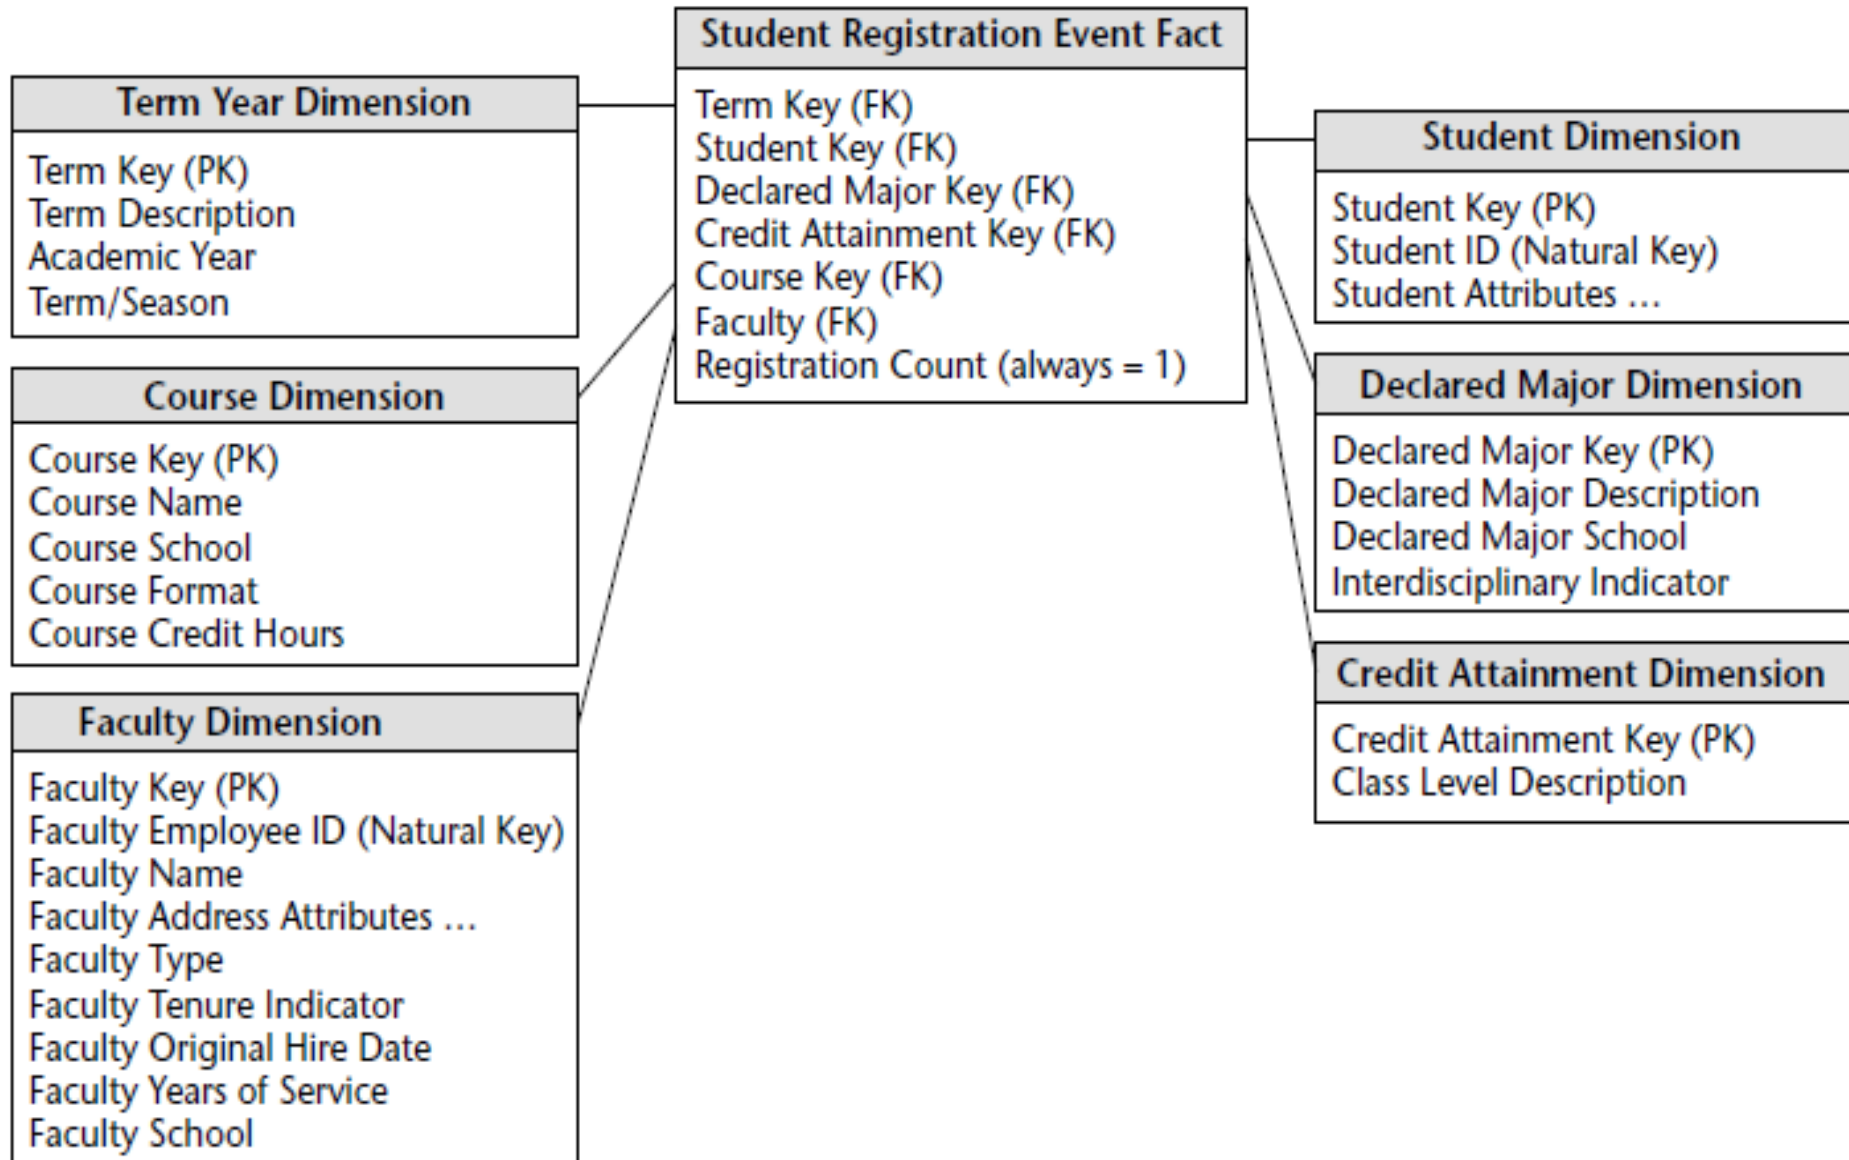 Student Registration Event Fact
Term Key (FK)
Student Key (FK)
Declared Major Key (FK)
Credit Attainment Key (FK)
Course Key (FK)
Faculty (FK)
Registration Count (always = 1)
Term Year Dimension
Term Key (PK)
Term Description
Academic Year
Term/Season
Course Dimension
Course Key (PK)
Course Name
Course School
Course Format
Course Credit Hours
Faculty Dimension
Faculty Key (PK)
Faculty Employee ID (Natural Key)
Faculty Name
Faculty Address Attributes ...
Faculty Type
Faculty Tenure Indicator
Faculty Original Hire Date
Faculty Years of Service
Faculty School
Student Dimension
Student Key (PK)
Student ID (Natural Key)
Student Attributes ...
Declared Major Dimension
Declared Major Key (PK)
Declared Major Description
Declared Major School
Interdisciplinary Indicator
Credit Attainment Dimension
Credit Attainment Key (PK)
Class Level Description